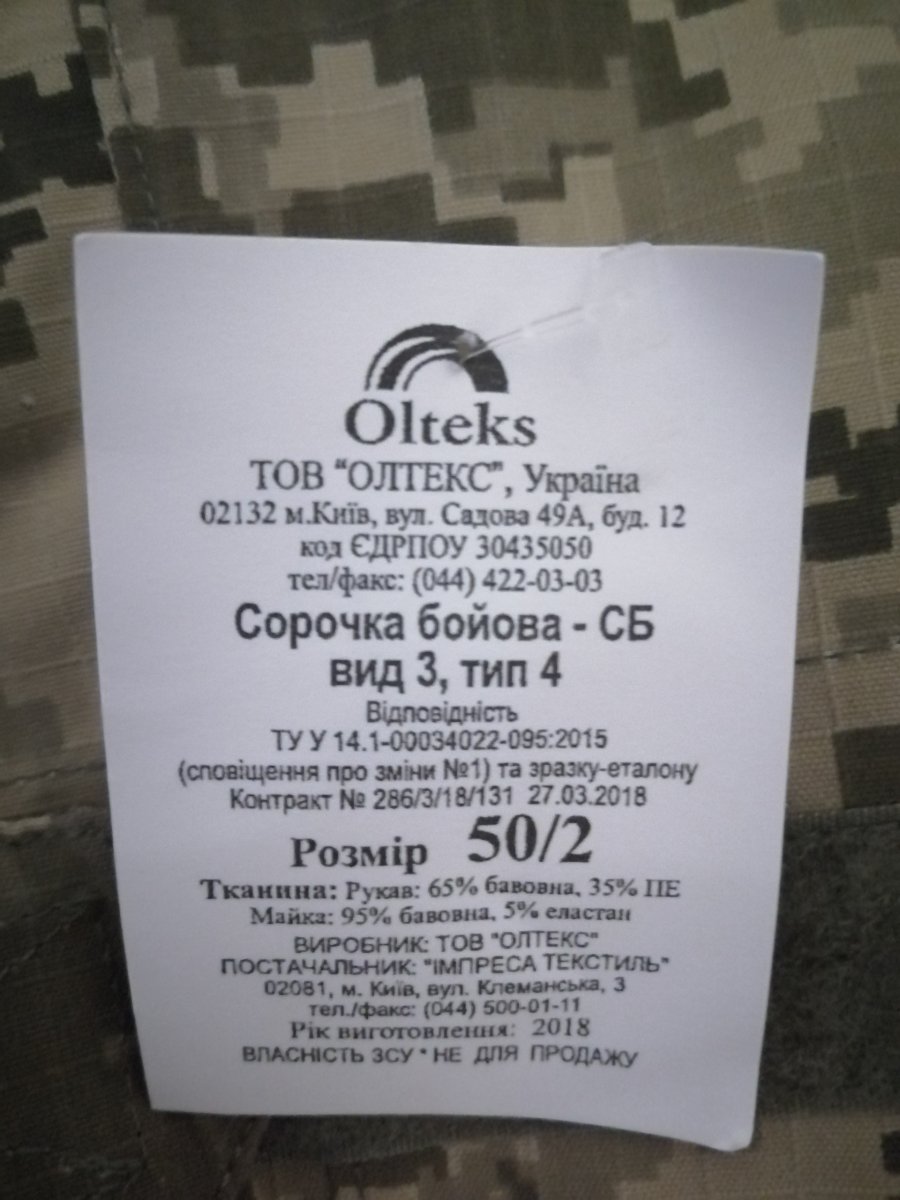 Olteks
ТОВ "ОЛТЕКС", Україна
02132 м.Київ, вул. Садова 49А, буд. 12
код ЄДРПОУ 30435050
тел/факс: (044) 422-03-03
Сорочка бойова - СБ
вид 3, тип 4
Відповідність
ТУ У 14.1-00034022-095:2015
(сповіщення про зміни №1) та зразку-еталону
Контракт № 286/3/18/131 27.03.2018
Розмір 50/2
Тканина: Рукав: 65% бавовна, 35% ПЕ
Майка: 95% бавовна, 5% еластан
ВИРОБНИК: ТОВ "ОЛТЕКС"
ПОСТАЧАЛЬНИК: "ІМПРЕСА ТЕКСТИЛЬ"
02081, м. Київ, вул. Клеманська, 3
тел./факс: (044) 500-01-11
Рік виготовлення: 2018
ВЛАСНІСТЬ ЗСУ * НЕ ДЛЯ ПРОДАЖУ